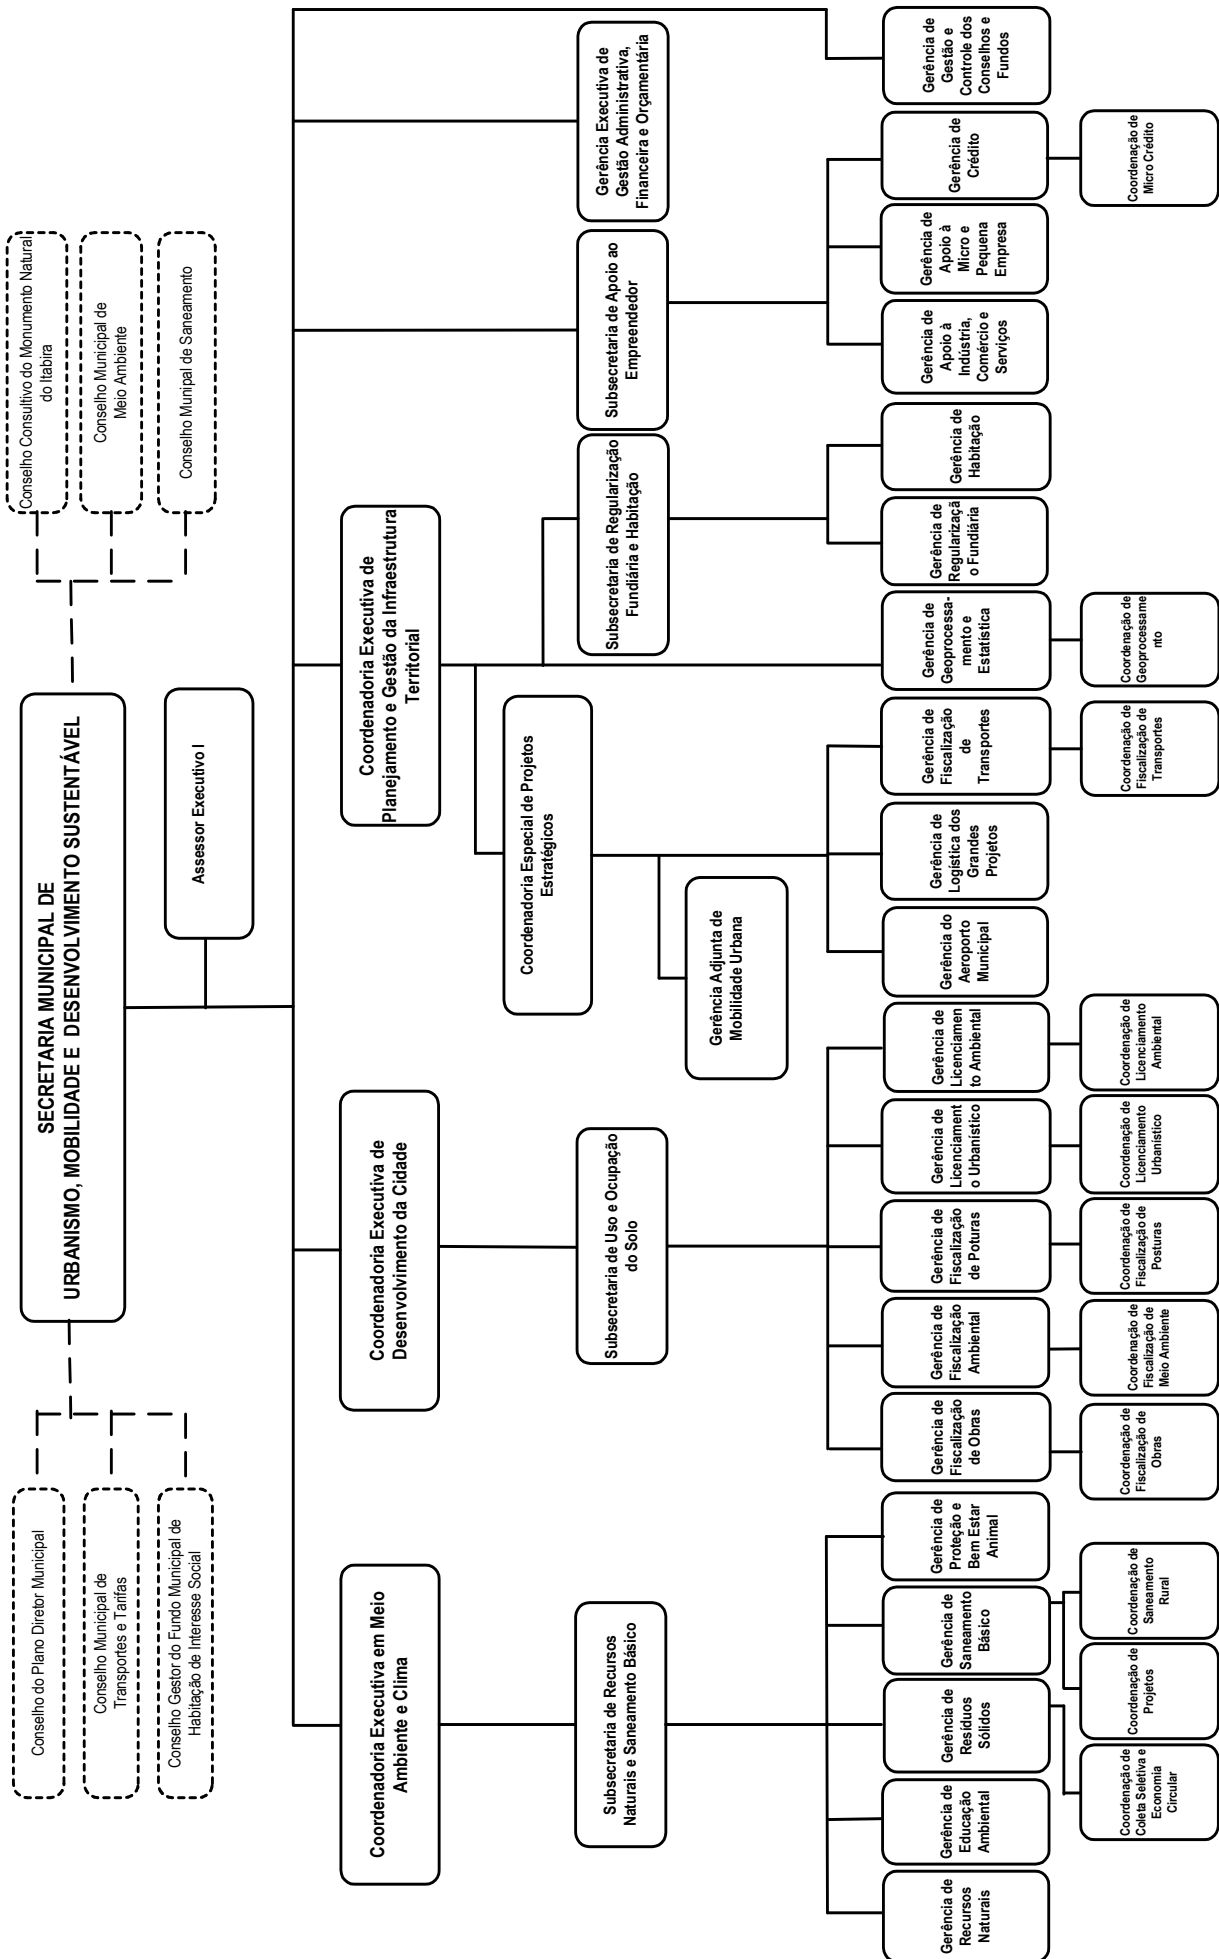 SECRETARIA MUNICIPAL DE
URBANISMO, MOBILIDADE E DESENVOLVIMENTO SUSTENTÁVEL
Conselho do Plano Diretor Municipal
Conselho Municipal de
Transportes e Tarifas
Conselho Gestor do Fundo Municipal de
Habitação de Interesse Social
Conselho Consultivo do Monumento Natural
do Itabira
Conselho Municipal de
Meio Ambiente
Conselho Munipal de Saneamento
Assessor Executivo I
Coordenadoria Executiva em Meio
Ambiente e Clima
Coordenadoria Executiva de
Desenvolvimento da Cidade
Coordenadoria Executiva de
Planejamento e Gestão da Infraestrutura
Territorial
Coordenadoria Especial de Projetos
Estratégicos
Subsecretaria de Recursos
Naturais e Saneamento Básico
Subsecretaria de Uso e Ocupação
do Solo
Subsecretaria de Regularização
Fundiária e Habitação
Subsecretaria de Apoio ao
Empreendedor
Gerência Executiva de
Gestão Administrativa,
Financeira e Orçamentária
Gerência Adjunta de
Mobilidade Urbana
Gerência de
Recursos
Naturais
Gerência de
Educação
Ambiental
Gerência de
Resíduos
Sólidos
Gerência de
Saneamento
Básico
Gerência de
Proteção e
Bem Estar
Animal
Gerência de
Fiscalização
de Obras
Gerência de
Fiscalização
Ambiental
Gerência de
Fiscalização
de Poturas
Gerência de
Licenciament
o Urbanístico
Gerência de
Licenciamen
to Ambiental
Gerência do
Aeroporto
Municipal
Gerência de
Logística dos
Grandes
Projetos
Gerência de
Fiscalização
de
Transportes
Gerência de
Geoprocessa-
mento e
Estatística
Gerência de
Regularizaçã
o Fundiária
Gerência de
Habitação
Gerência de
Apoio à
Indústria,
Comércio e
Serviços
Gerência de
Apoio à
Micro e
Pequena
Empresa
Gerência de
Crédito
Gerência de
Gestão e
Controle dos
Conselhos e
Fundos
Coordenação de
Coleta Seletiva e
Economia
Circular
Coordenação de
Projetos
Coordenação de
Saneamento
Rural
Coordenação de
Fiscalização de
Obras
Coordenação de
Fiscalização de
Meio Ambiente
Coordenação de
Fiscalização de
Posturas
Coordenação de
Licenciamento
Urbanístico
Coordenação de
Licenciamento
Ambiental
Coordenação de
Fiscalização de
Transportes
Coordenação de
Geoprocessame
nto
Coordenação de
Micro Crédito